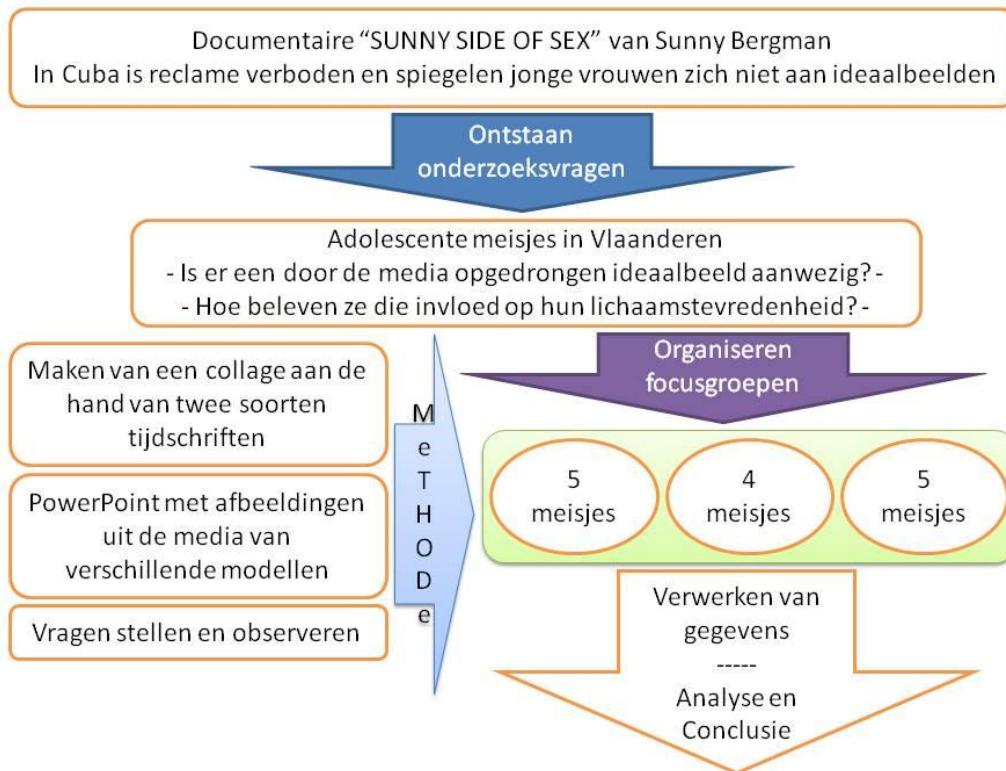 Documentaire “SUNNY SIDE OF SEX” van Sunny Bergman
In Cuba is reclame verboden en spiegelen jonge vrouwen zich niet aan ideaalbeelden
Ontstaan
onderzoeksvragen
Adolescente meisjes in Vlaanderen
- Is er een door de media opgedrongen ideaalbeeld aanwezig? -
- Hoe beleven ze die invloed op hun lichaamstevredenheid? -
Organiseren
focusgroepen
Maken van een collage aan de
hand van twee soorten
tijdschriften
PowerPoint met afbeeldingen
uit de media van
verschillende modellen
Vragen stellen en observeren
M
e
T
H
O
D
e
5
meisjes
4
meisjes
5
meisjes
Verwerken van
gegevens
-----
Analyse en
Conclusie